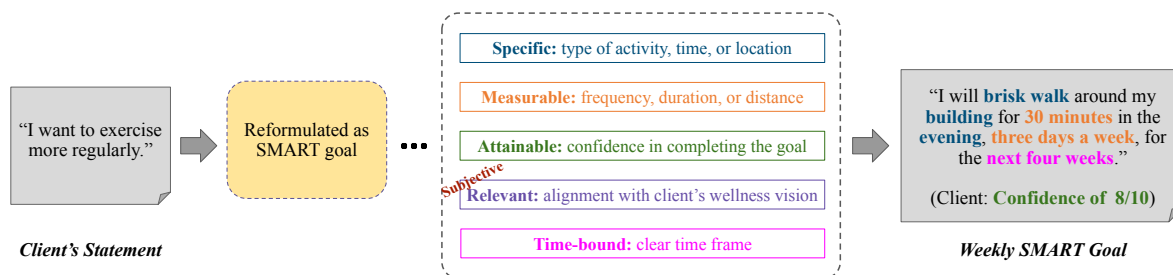 “I want to exercise
more regularly.”
Client’s Statement
Reformulated as
SMART goal
Specific: type of activity, time, or location
Measurable: frequency, duration, or distance
Attainable: confidence in completing the goal
Subjective
Relevant: alignment with client’s wellness vision
Time-bound: clear time frame
“I will brisk walk around my
building for 30 minutes in the
evening, three days a week, for
the next four weeks.”
(Client: Confidence of 8/10)
Weekly SMART Goal